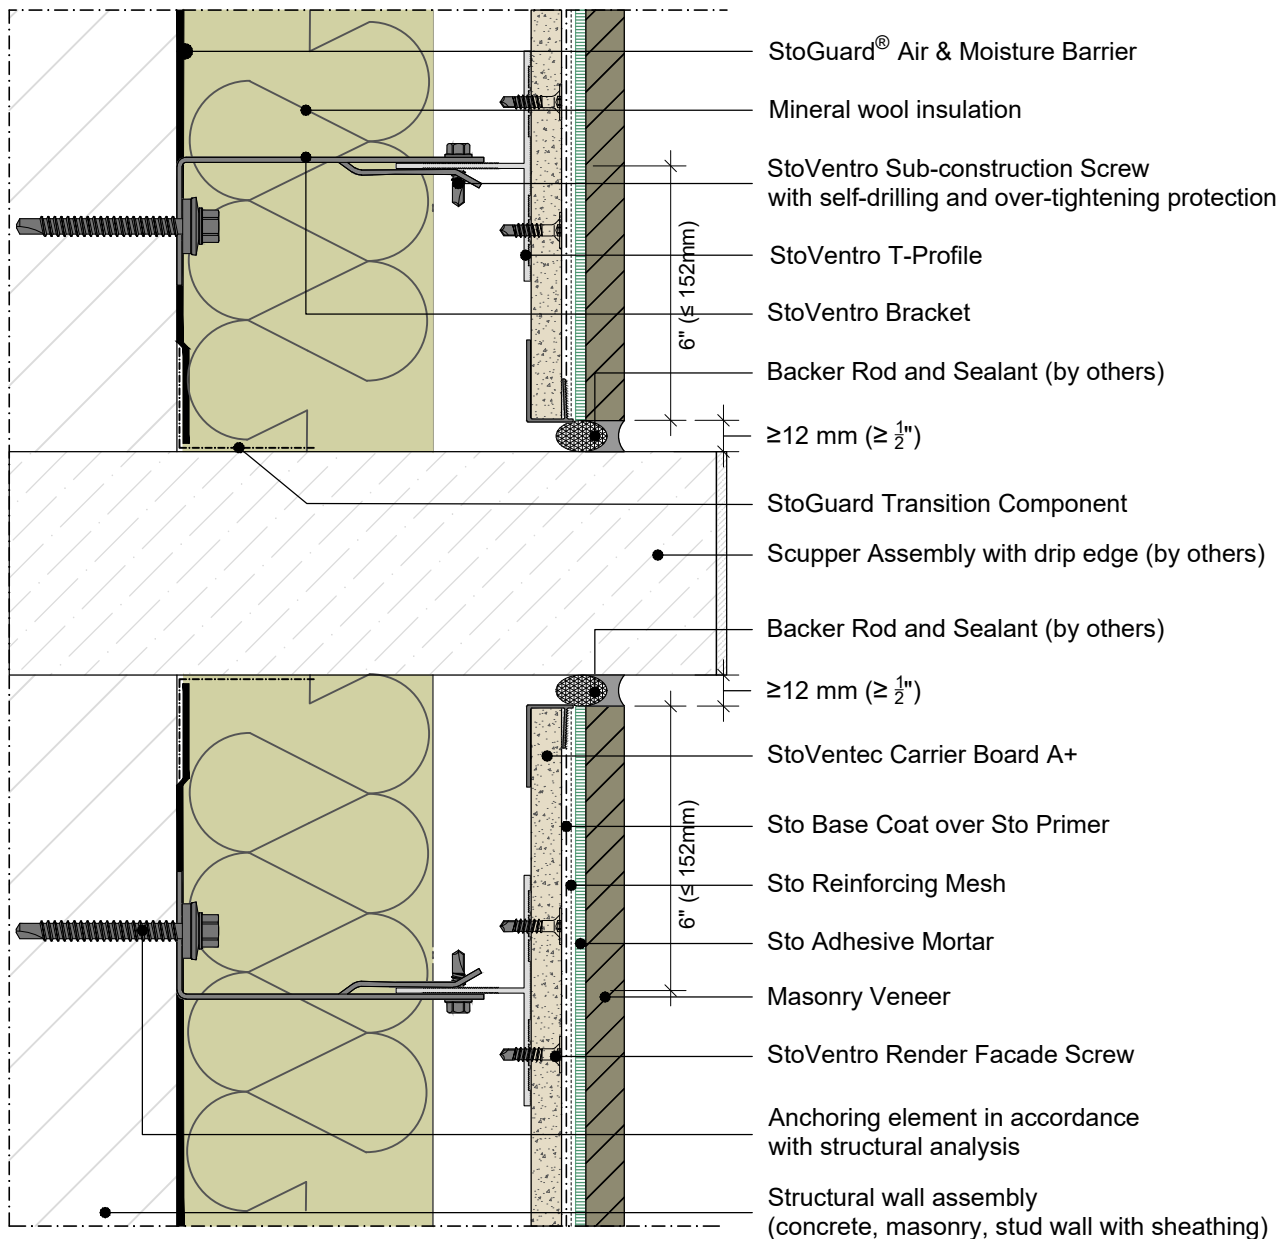 StoGuard® Air & Moisture Barrier
Mineral wool insulation
StoVentro Sub-construction Screw
with self-drilling and over-tightening protection
StoVentro T-Profile
6" (≤ 152mm)
StoVentro Bracket
Backer Rod and Sealant (by others)
≥12 mm (≥ 1/2")
StoGuard Transition Component
Scupper Assembly with drip edge (by others)
Backer Rod and Sealant (by others)
≥12 mm (≥ 1/2")
StoVentec Carrier Board A+
Sto Base Coat over Sto Primer
6" (≤ 152mm)
Sto Reinforcing Mesh
Sto Adhesive Mortar
Masonry Veneer
StoVentro Render Facade Screw
Anchoring element in accordance
with structural analysis
Structural wall assembly
(concrete, masonry, stud wall with sheathing)